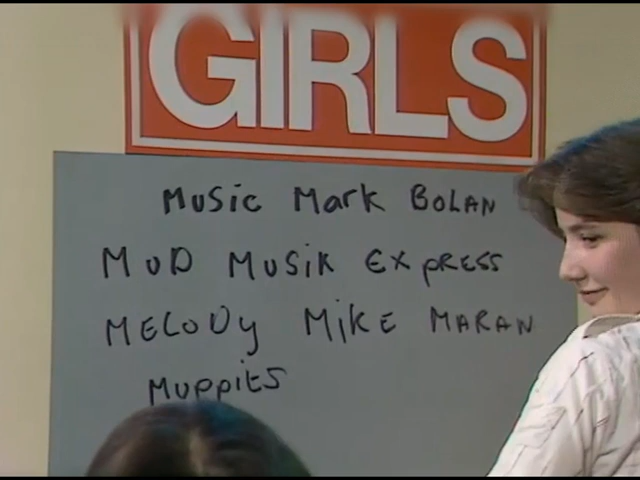 GIRLS
Music Mark BOLAN
MUD MUSiK EXPRESS
MELODy MiKE MARAN
MuppitS